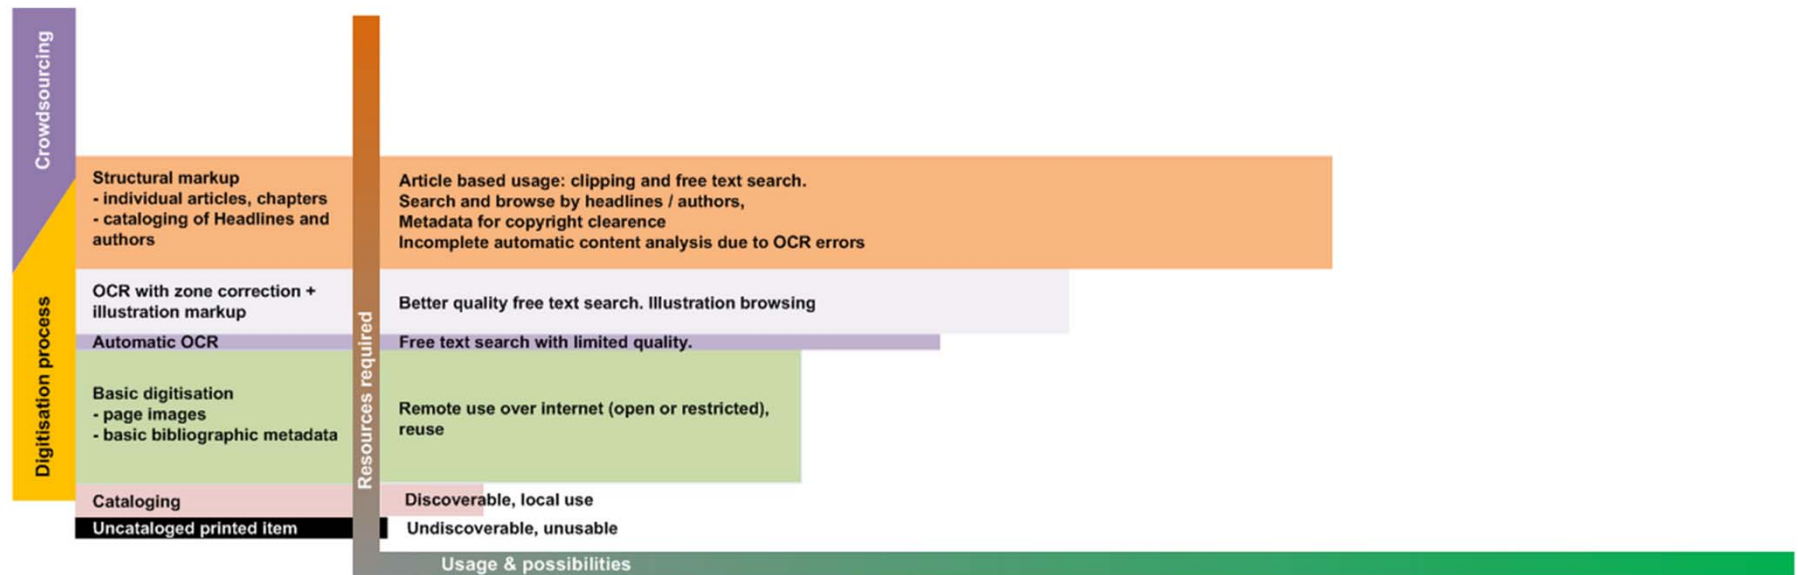 Crowdsourcing
Digitisation process
Resources required
Structural markup
- individual articles, chapters
- cataloging of Headlines and
authors
Article based usage: clipping and free text search.
Search and browse by headlines / authors,
Metadata for copyright clearence
Incomplete automatic content analysis due to OCR errors
OCR with zone correction +
illustration markup
Better quality free text search. Illustration browsing
Automatic OCR
Free text search with limited quality.
Basic digitisation
- page images
- basic bibliographic metadata
Remote use over internet (open or restricted),
reuse
Cataloging
Discoverable, local use
Uncataloged printed item
Undiscoverable, unusable
Usage & possibilities